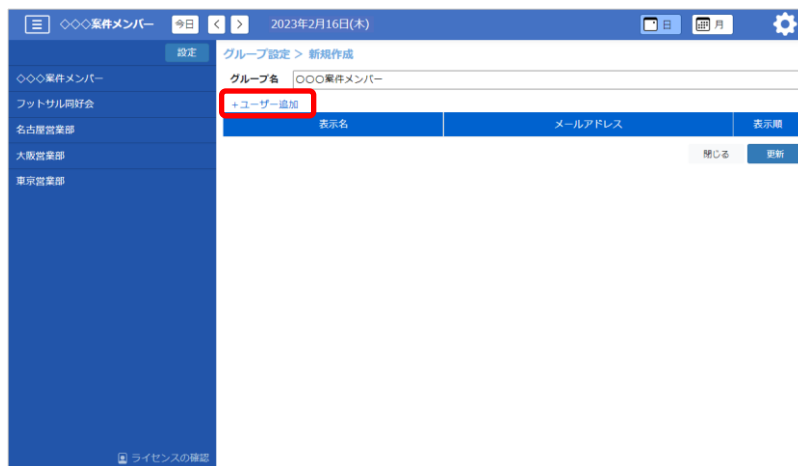 ◇◇◇案件メンバー 今日 < > 2023年2月16日(木) 日 月
設定
◇◇◇案件メンバー
フットサル同好会
名古屋営業部
大阪営業部
東京営業部
ライセンスの確認
グループ設定 > 新規作成
グループ名 〇〇〇案件メンバー
+ユーザー追加
表示名 メールアドレス 表示順
閉じる 更新